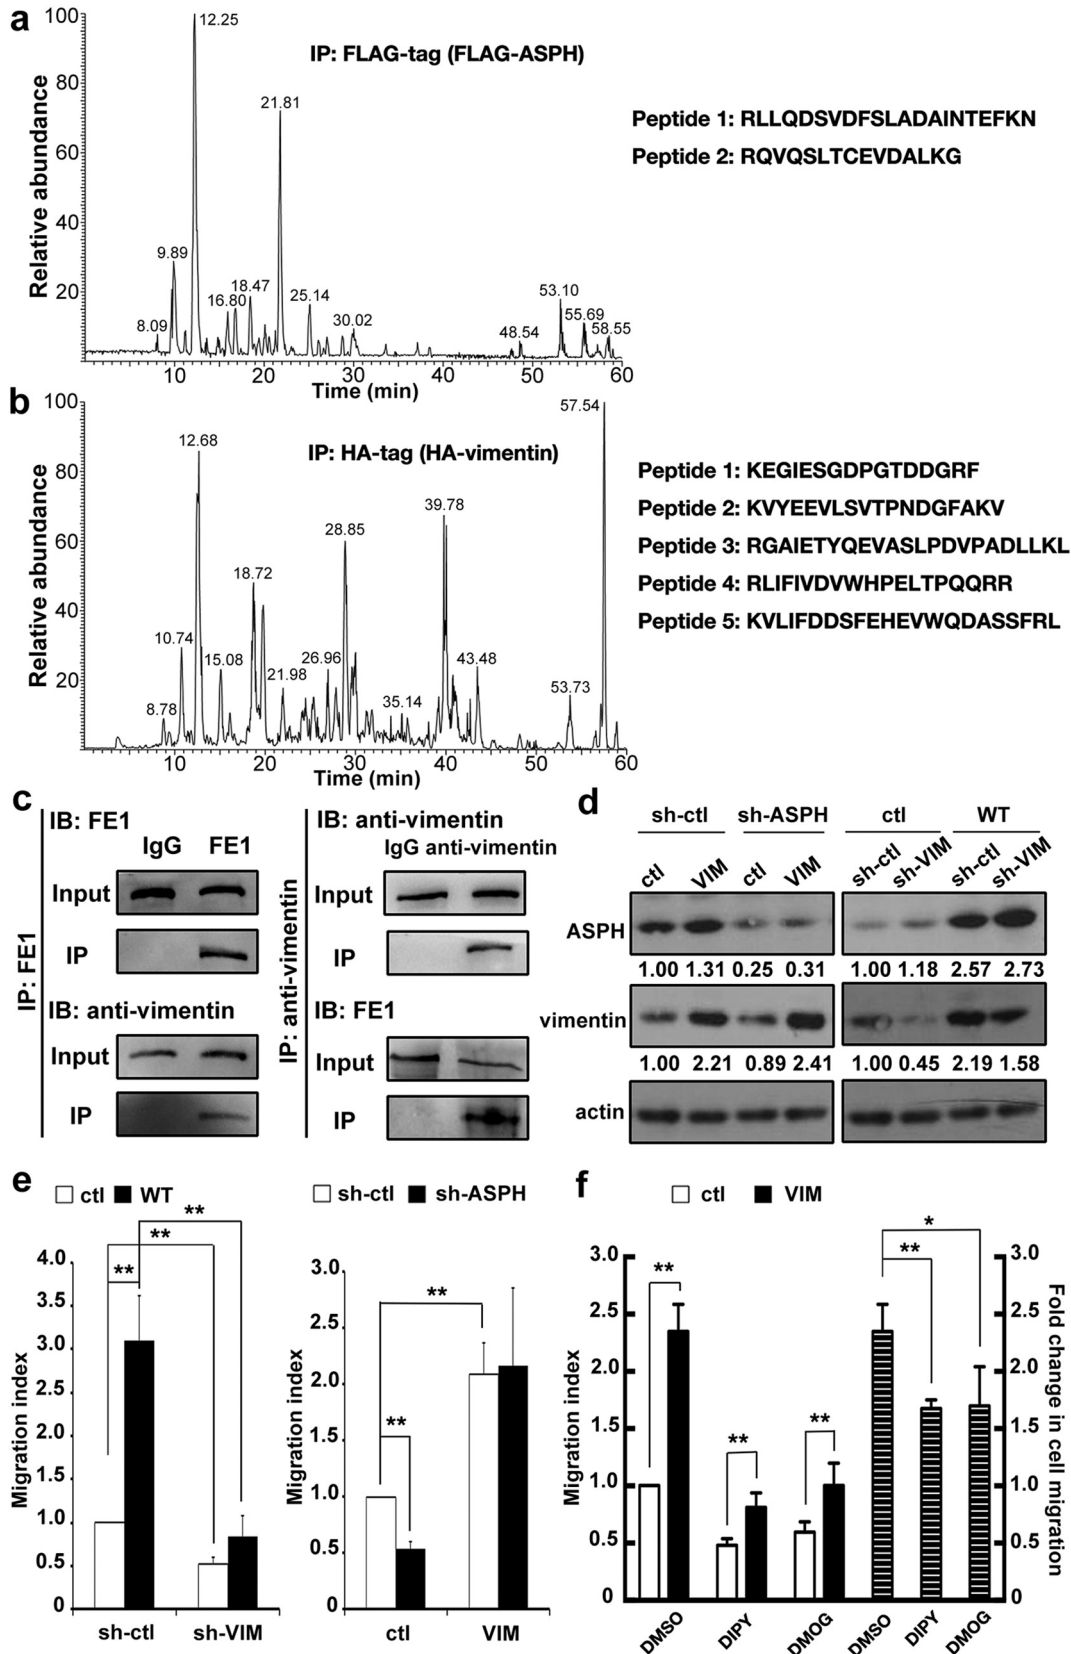 a
100
80
60
40
20
Relative abundance
12.25
IP: FLAG-tag (FLAG-ASPH)
21.81
9.89
8.09
16.80
18.47
25.14
30.02
48.54
53.10
55.69
58.55
10 20 30 40 50 60
Time (min)
Peptide 1: RLLQDSVDFSLADAINTEFKN
Peptide 2: RQVQSLTCEVDALKG
b
100
80
60
40
20
Relative abundance
57.54
12.68
IP: HA-tag (HA-vimentin)
39.78
28.85
18.72
10.74
15.08
21.98
26.96
43.48
8.78
35.14
53.73
10 20 30 40 50 60
Time (min)
Peptide 1: KEGIESGDPGTDDGRF
Peptide 2: KVYEEVLSVTPNDGFAKV
Peptide 3: RGAIETYQEVASLPDVPADLLKL
Peptide 4: RLIFIVDVWHPELTPQQRR
Peptide 5: KVLIFDDSFEHEVWQDASSFRL
c
IP: FE1
IB: FE1
IgG FE1
Input
IP
IB: anti-vimentin
Input
IP
IP: anti-vimentin
IB: anti-vimentin
IgG anti-vimentin
Input
IP
IB: FE1
Input
IP
d
sh-ctl sh-ASPH ctl WT
ctl VIM ctl VIM sh-ctl sh-VIM sh-ctl sh-VIM
ASPH
1.00 1.31 0.25 0.31 1.00 1.18 2.57 2.73
vimentin
1.00 2.21 0.89 2.41 1.00 0.45 2.19 1.58
actin
e
ctl WT
**
**
**
4.0
3.5
3.0
2.5
2.0
1.5
1.0
0.5
0
Migration index
sh-ctl sh-VIM
sh-ctl sh-ASPH
**
**
3.0
2.5
2.0
1.5
1.0
0.5
0
Migration index
ctl VIM
f
ctl VIM
*
**
**
**
**
3.0
2.5
2.0
1.5
1.0
0.5
0
Migration index
3.0
2.5
2.0
1.5
1.0
0.5
0
Fold change in cell migration
DMSO DIPY DMOG DMSO DIPY DMOG